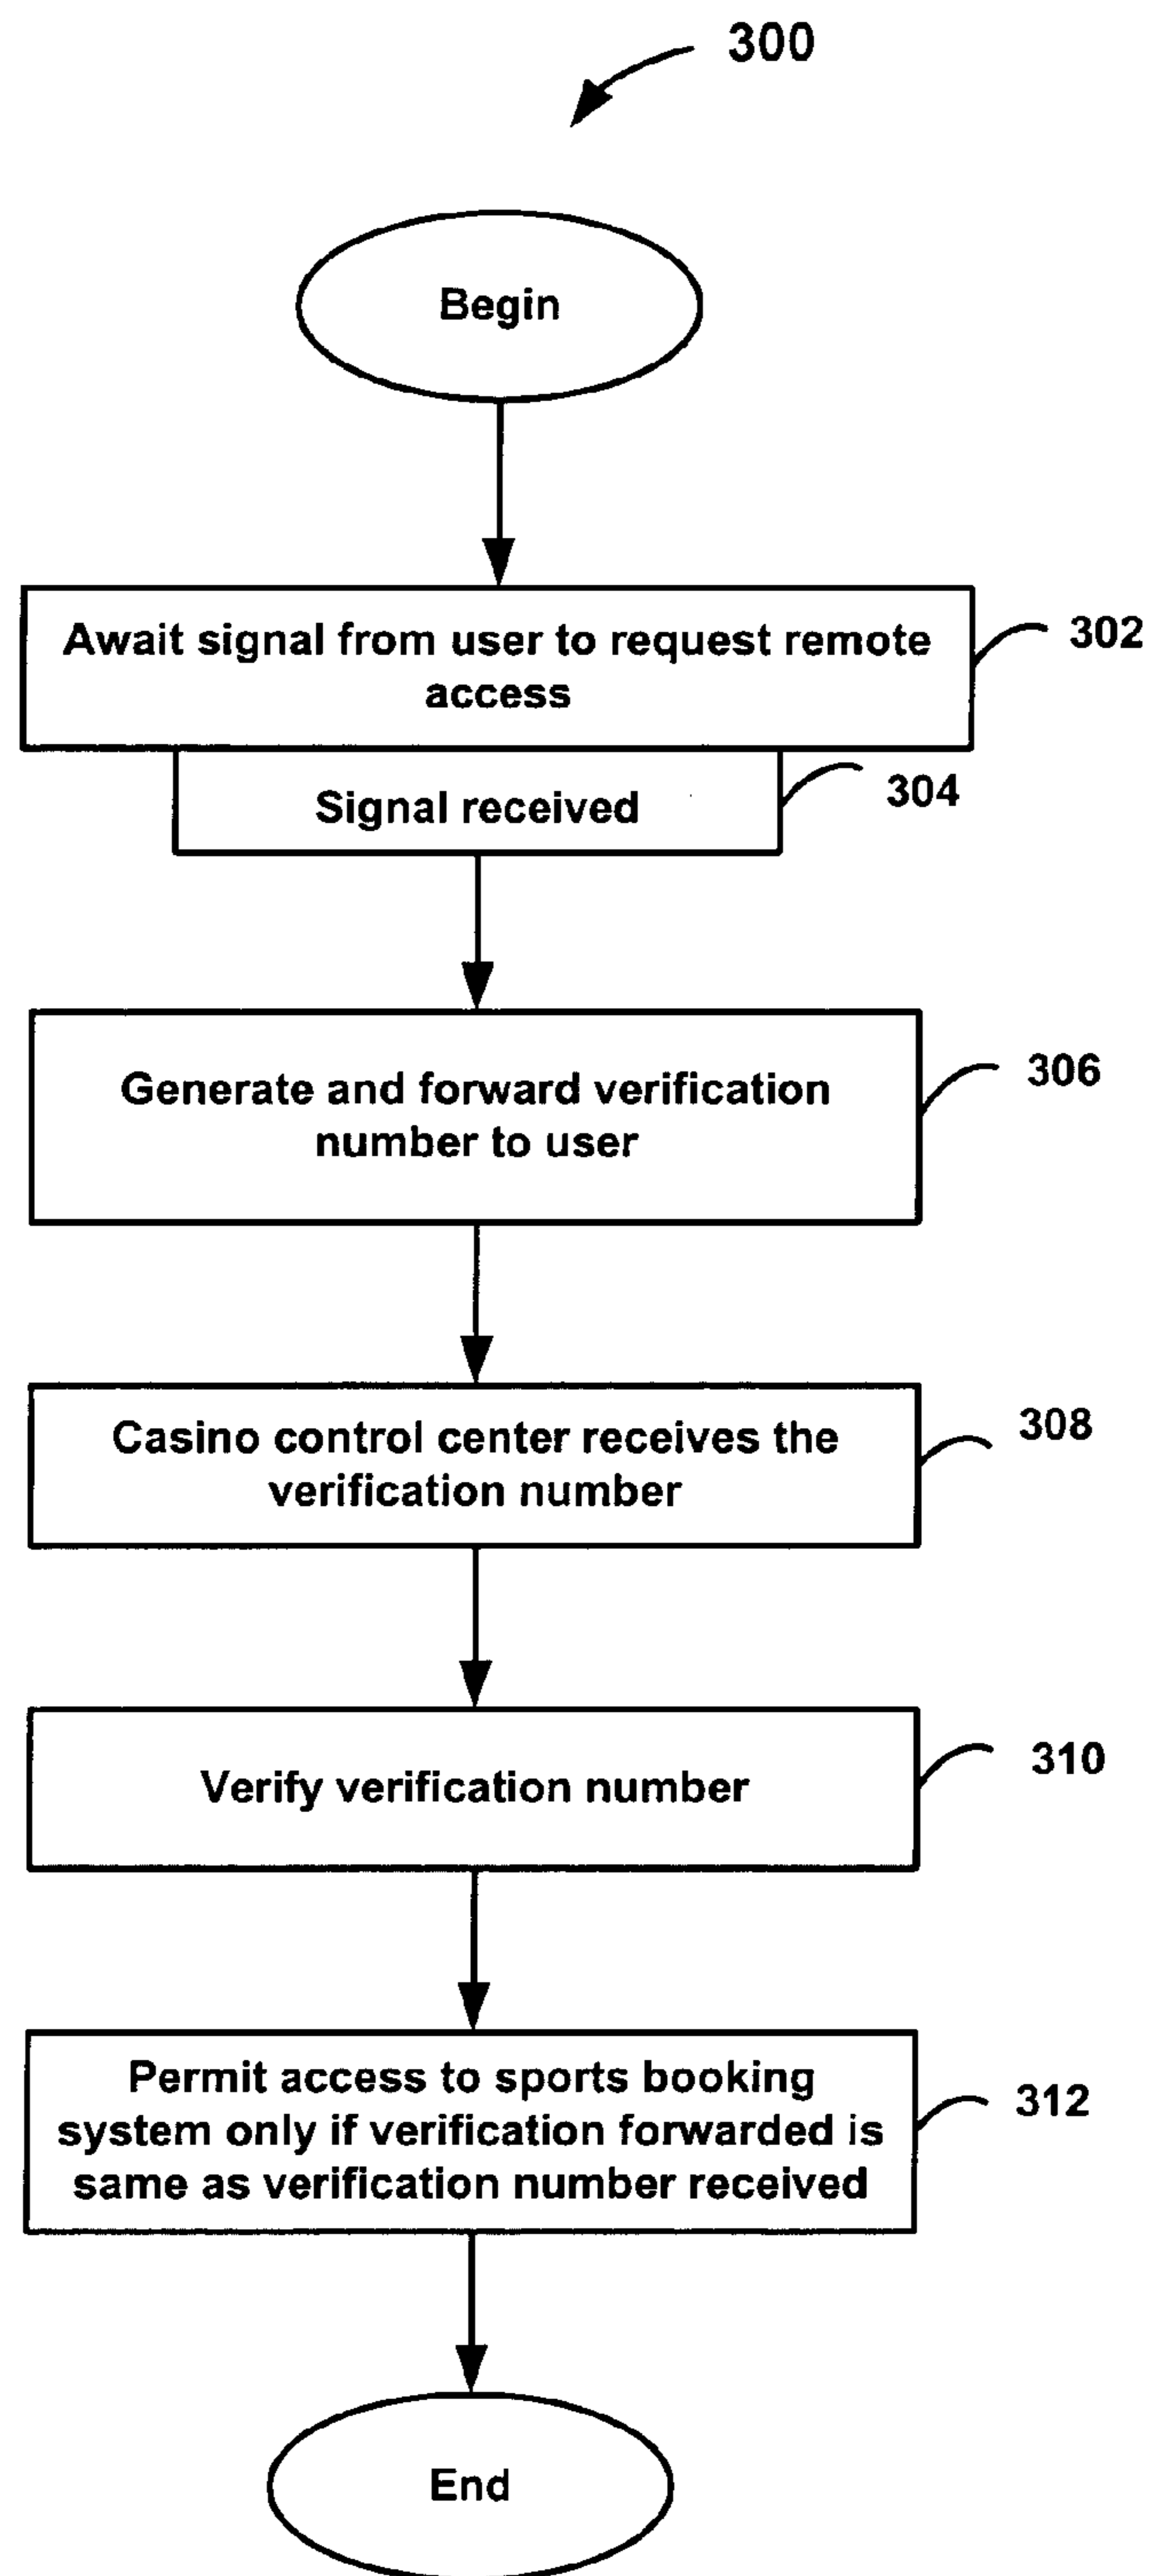 300
Begin
Await signal from user to request remote
access
302
Signal received
304
Generate and forward verification
number to user
306
Casino control center receives the
verification number
308
Verify verification number
310
Permit access to sports booking
system only if verification forwarded is
same as verification number received
312
End